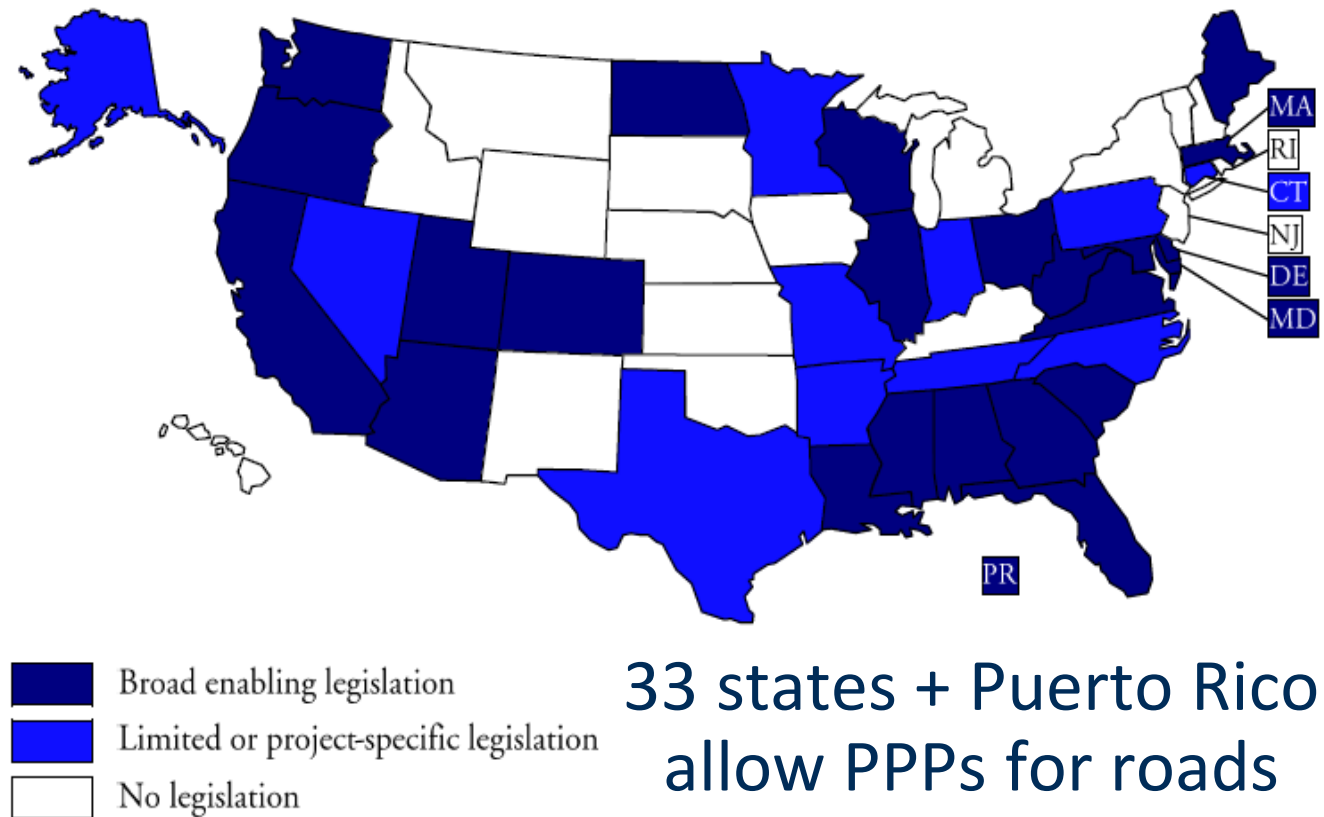 MA
RI
CT
NJ
DE
MD
PR
Broad enabling legislation
Limited or project-specific legislation
No legislation
33 states + Puerto Rico
allow PPPs for roads